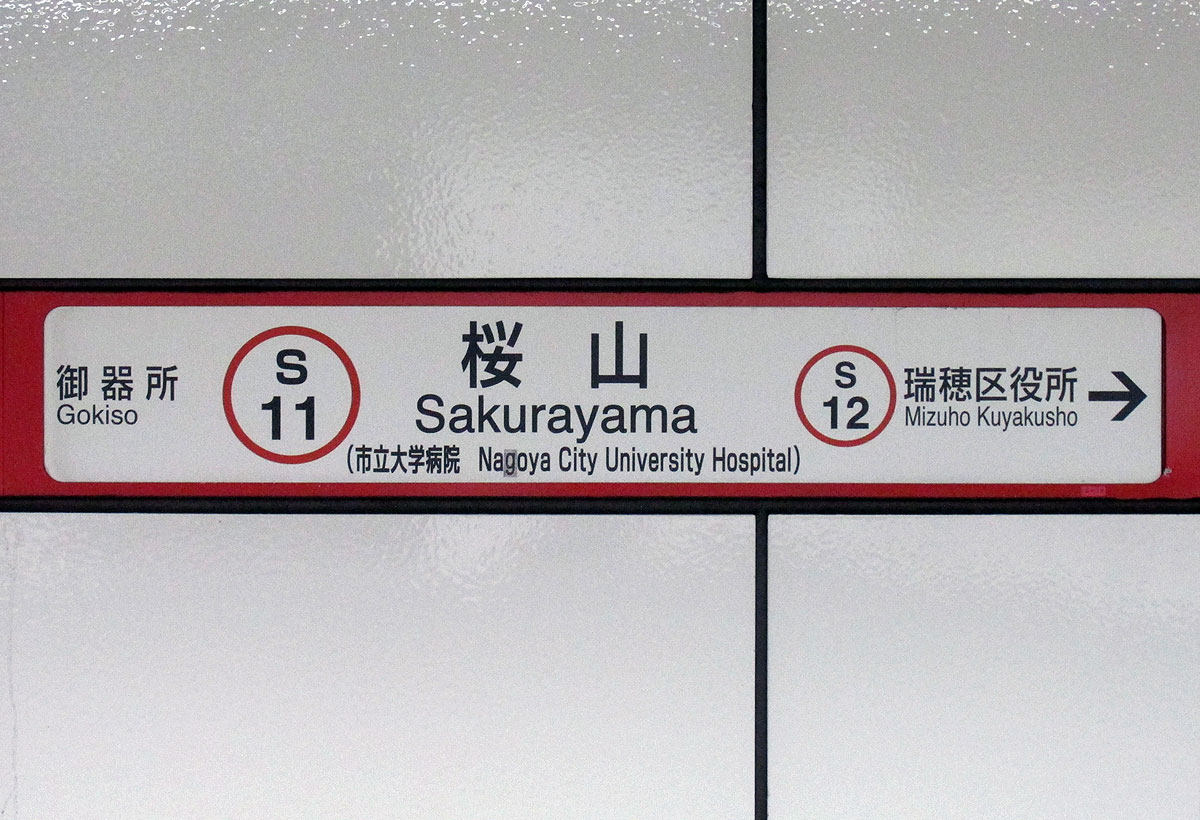 御器所
Gokiso
S
11
桜山
Sakurayama
(市立大学病院 Nagoya City University Hospital)
S
12
瑞穂区役所
Mizuho Kuyakusho